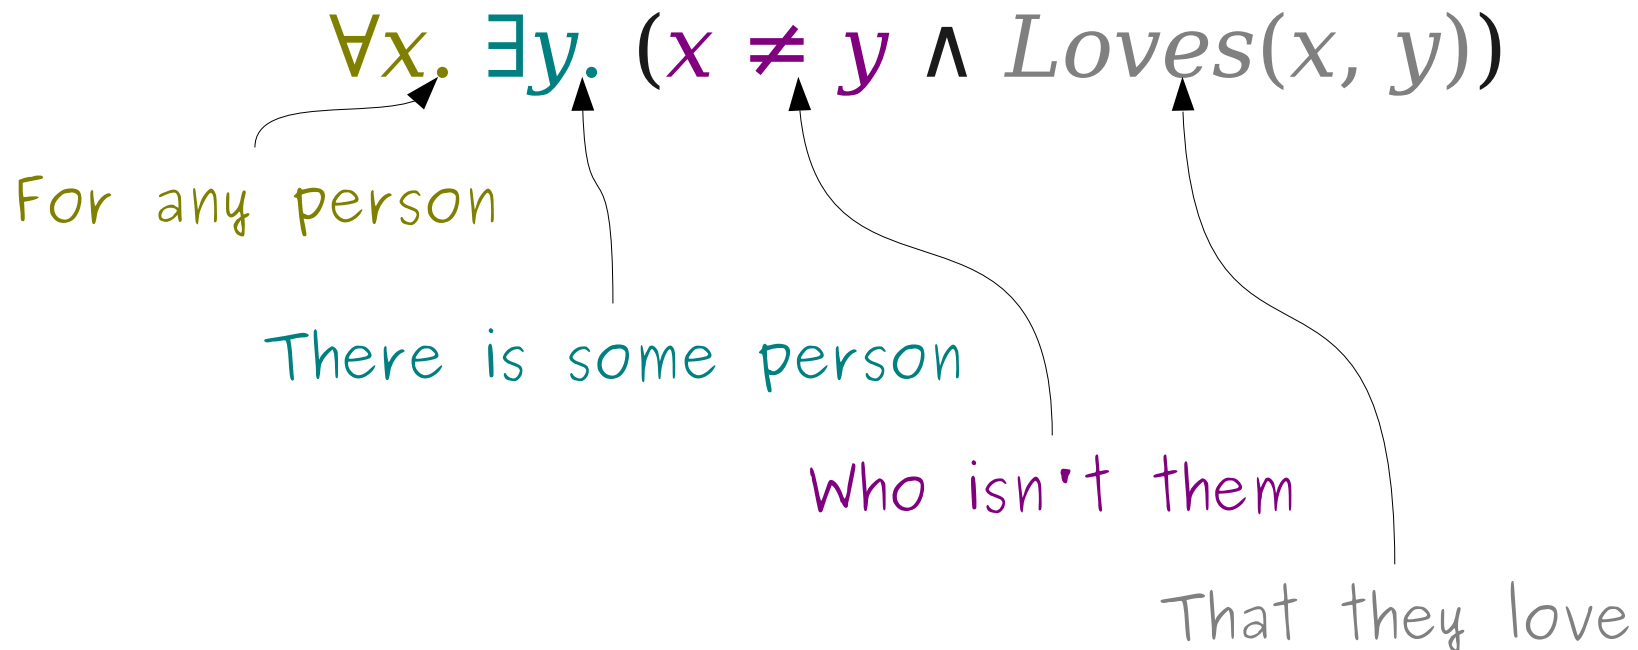 ∀x. ∃y. (x ≠ y ∧ Loves(x, y))
For any person
There is some person
Who isn't them
That they love